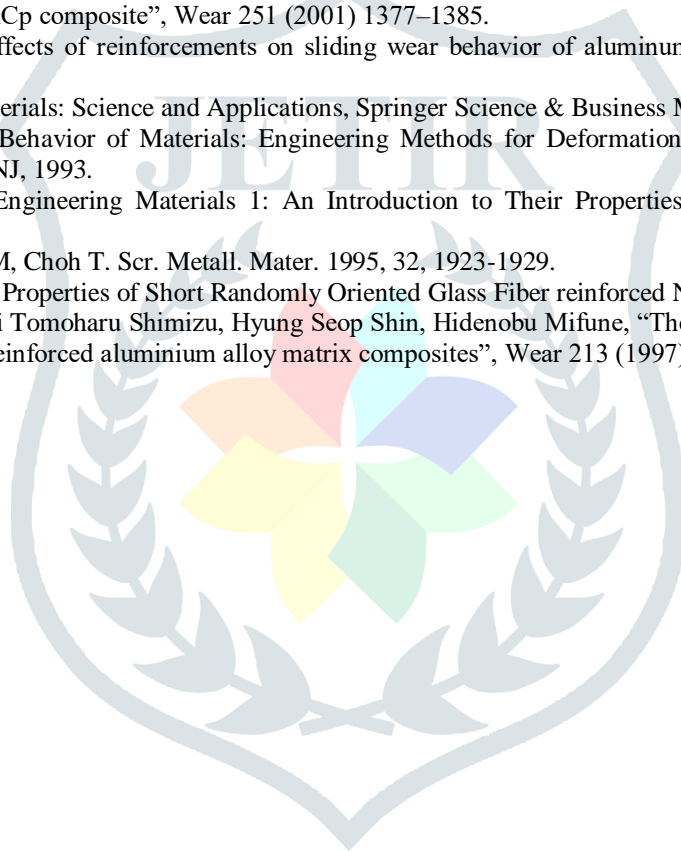 Cp composite”, Wear 251 (2001) 1377–1385.
ffects of reinforcements on sliding wear behavior of aluminu
erials: Science and Applications, Springer Science & Business M
Behavior of Materials: Engineering Methods for Deformation
NJ, 1993.
Engineering Materials 1: An Introduction to Their Properties
M, Choh T. Scr. Metall. Mater. 1995, 32, 1923-1929.
Properties of Short Randomly Oriented Glass Fiber reinforced N
i Tomoharu Shimizu, Hyung Seop Shin, Hidenobu Mifune, “The
einforced aluminium alloy matrix composites”, Wear 213 (1997)
JETIR